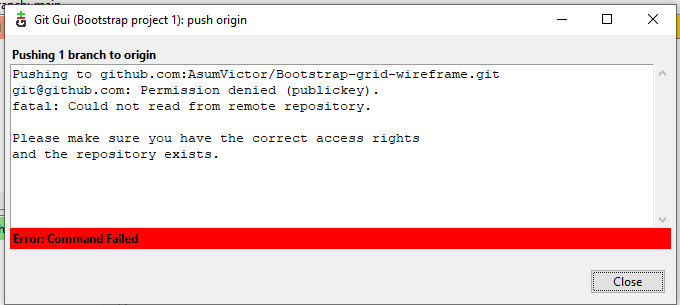 Git Gui (Bootstrap project 1): push origin
Pushing 1 branch to origin
Pushing to github.com:AsumVictor/Bootstrap-grid-wireframe.git
git@github.com: Permission denied (publickey).
fatal: Could not read from remote repository.
Please make sure you have the correct access rights
and the repository exists.
Error: Command Failed
Close